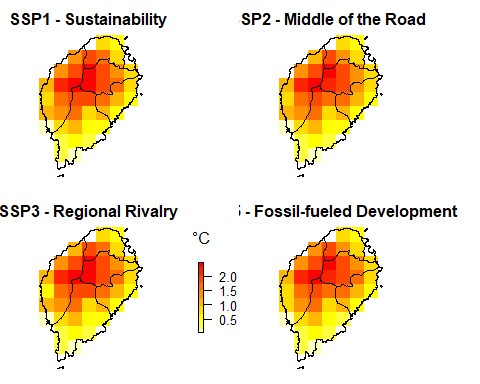 SSP1 - Sustainability
SP2 - Middle of the Road
SSP3 - Regional Rivalry
5 - Fossil-fueled Development
°C
2.0
1.5
1.0
0.5